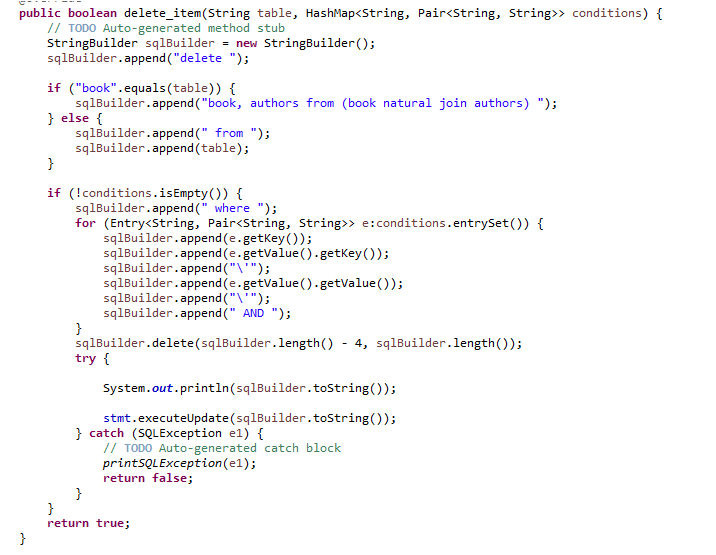 public boolean delete_item(String table, HashMap<String, Pair<String, String>> conditions) {
// TODO Auto-generated method stub
StringBuilder sqlBuilder = new StringBuilder();
sqlBuilder.append("delete ");
if ("book".equals(table)) {
sqlBuilder.append("book, authors from (book natural join authors) ");
} else {
sqlBuilder.append(" from ");
sqlBuilder.append(table);
}
if (!conditions.isEmpty()) {
sqlBuilder.append(" where ");
for (Entry<String, Pair<String, String>> e:conditions.entrySet()) {
sqlBuilder.append(e.getKey());
sqlBuilder.append(e.getValue().getKey());
sqlBuilder.append("\'");
sqlBuilder.append(e.getValue().getValue());
sqlBuilder.append("\'");
sqlBuilder.append(" AND ");
}
sqlBuilder.delete(sqlBuilder.length() - 4, sqlBuilder.length());
try {
System.out.println(sqlBuilder.toString());
stmt.executeUpdate(sqlBuilder.toString());
} catch (SQLException e1) {
// TODO Auto-generated catch block
printSQLException(e1);
return false;
}
}
return true;
}